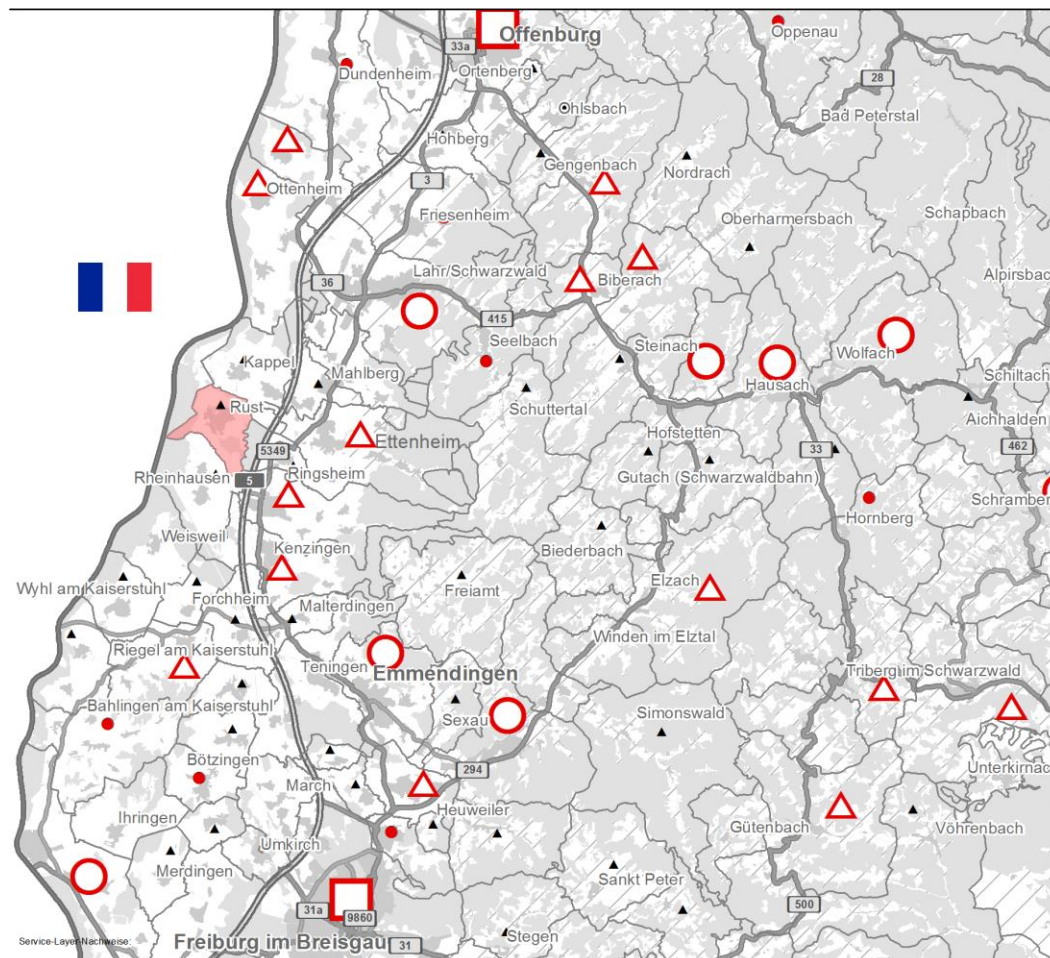 Offenburg
Oppenau
33a
Dundenheim
Ortenberg
28
Ohlsbach
Bad Peterstal
Hohberg
Gengenbach
Nordrach
3
Ottenheim
Friesenheim
Oberharmersbach
Schapbach
Lahr/Schwarzwald
Biberach
Alpirsbac
36
415
Seelbach
Steinach
Wolfach
Kappel
Mahlberg
Hausach
Schiltach
Schuttertal
Rust
Aichhalden
Ettenheim
Hofstetten
5349
33
462
Rheinhausen
5
Ringsheim
Gutach (Schwarzwaldbahn)
Schramber
Hornberg
Weisweil
Kenzingen
Biederbach
Wyhl am Kaiserstuhl
Forchheim
Freiamt
Elzach
Malterdingen
Winden im Elztal
Riegel am Kaiserstuhl
Teningen
Emmendingen
Triberg im Schwarzwald
Bahlingen am Kaiserstuhl
Sexau
Simonswald
Bötzingen
294
Unterkirnac
March
Heuweiler
Ihringen
Gütenbach
Vöhrenbach
Umkirch
Merdingen
Sankt Peter
31a
9860
500
Service-Layer-Nachweise:
Freiburg im Breisgau
31
Stegen